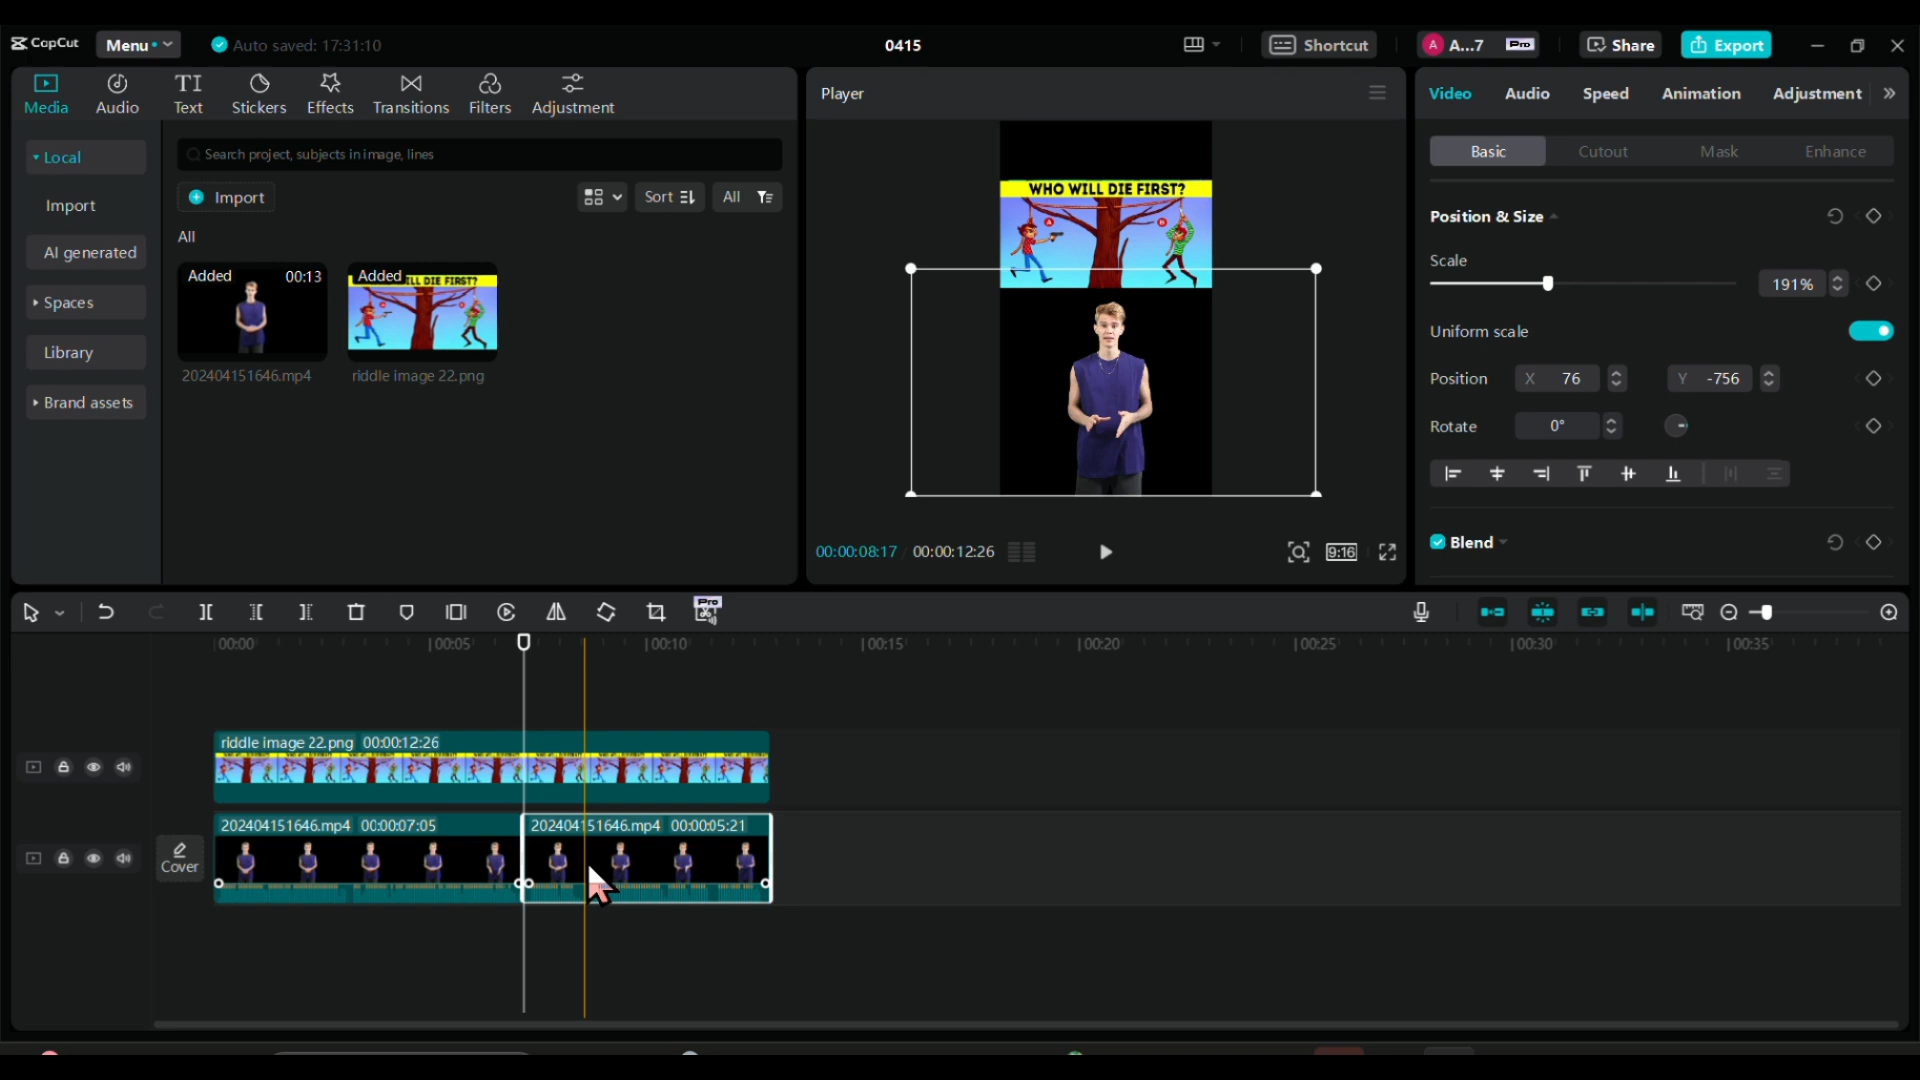 CapCut Menu Auto saved: 17:31:10 0415 Shortcut A A...7 Pro Share Export
Media Audio Text Stickers Effects Transitions Filters Adjustment
Player
Video Audio Speed Animation Adjustment
Local
Import
AI generated
Spaces
Library
Brand assets
Search project, subjects in image, lines
Import Sort All
All
Added 00:13
Added ILL DIE FIRST?
202404151646.mp4 riddle image 22.png
WHO WILL DIE FIRST?
A B
00:00:08:17 00:00:12:26 9:16
Basic Cutout Mask Enhance
Position & Size
Scale
191%
Uniform scale
Position X 76 Y -756
Rotate 0°
Blend
Pro
00:00 00:05 00:10 00:15 00:20 00:25 00:30 00:35
riddle image 22.png 00:00:12:26
Cover
202404151646.mp4 00:00:07:05
202404151646.mp4 00:00:05:21